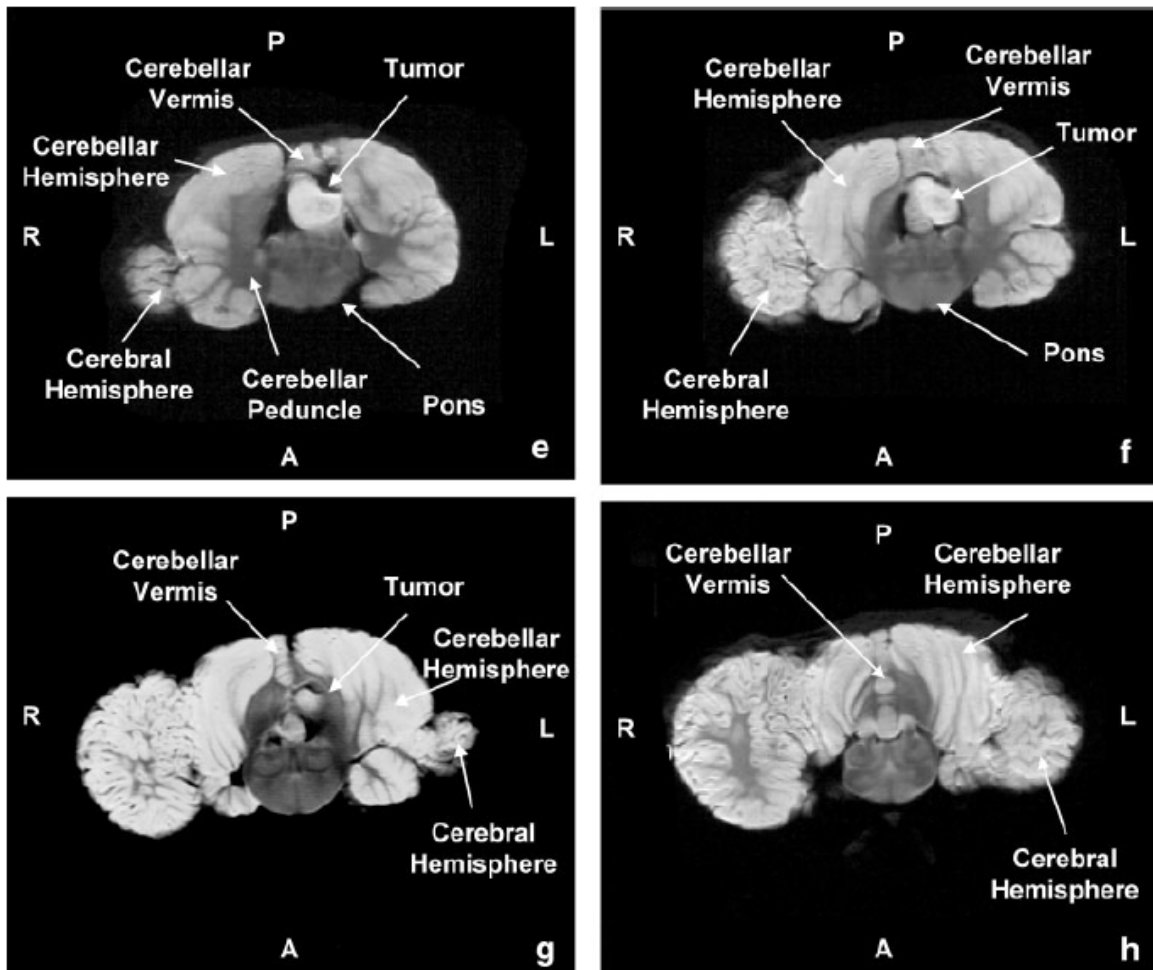 P
Cerebellar
Vermis
Tumor
Cerebellar
Hemisphere
R
L
Cerebral
Hemisphere
Cerebellar
Peduncle
Pons
A
e
P
Cerebellar
Hemisphere
Cerebellar
Vermis
Tumor
R
L
Cerebral
Hemisphere
Pons
A
f
P
Cerebellar
Vermis
Tumor
Cerebellar
Hemisphere
R
L
Cerebral
Hemisphere
A
g
P
Cerebellar
Vermis
Cerebellar
Hemisphere
R
L
Cerebral
Hemisphere
A
h